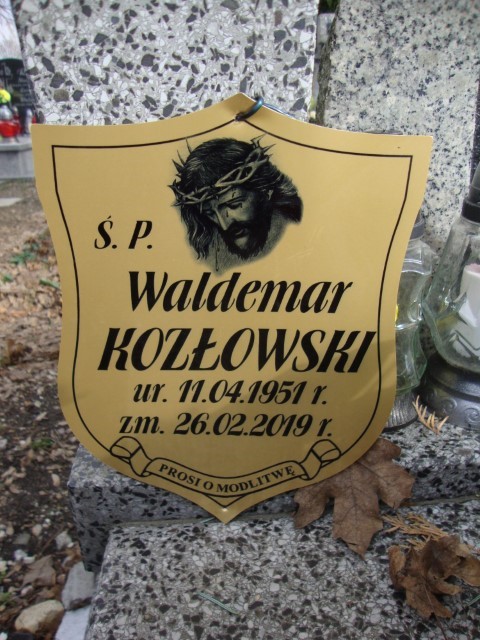 Ś. P.
Waldemar
KOZŁOWSKI
ur. 11.04.1951 r.
zm. 26.02.2019 r.
PROSI O MODLITWĘ